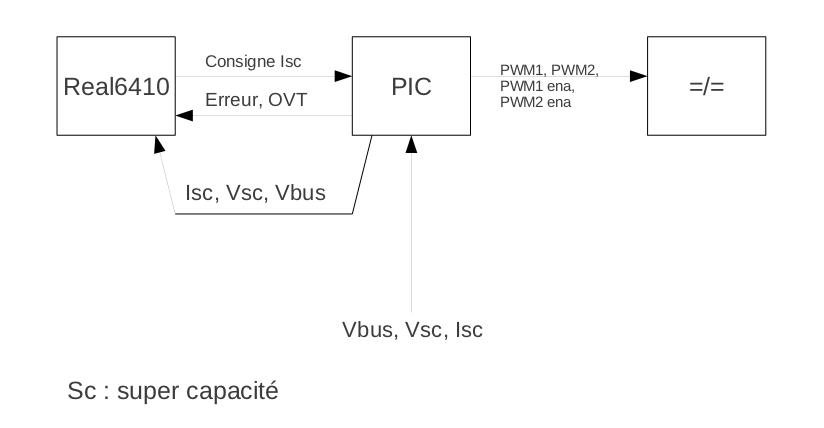 Consigne Isc
Real6410
PIC
PWM1, PWM2,
PWM1 ena,
PWM2 ena
=/=
Erreur, OVT
Isc, Vsc, Vbus
Vbus, Vsc, Isc
Sc : super capacité